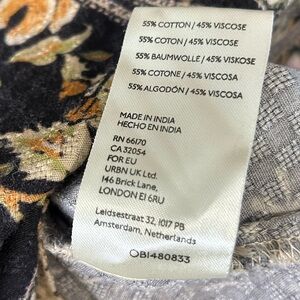 55% COTTON / 45% VISCOSE
55% COTON / 45% VISCOSE
55% BAUMWOLLE / 45% VISKOSE
55% COTONE / 45% VISCOSA
55% ALGODÓN / 45% VISCOSA
MADE IN INDIA
HECHO EN INDIA
RN 66170
CA 32054
FOR EU
URBN UK Ltd.
146 Brick Lane,
LONDON E1 6RU
Leidsestraat 32, 1017 PB
Amsterdam, Netherlands
OB1480833